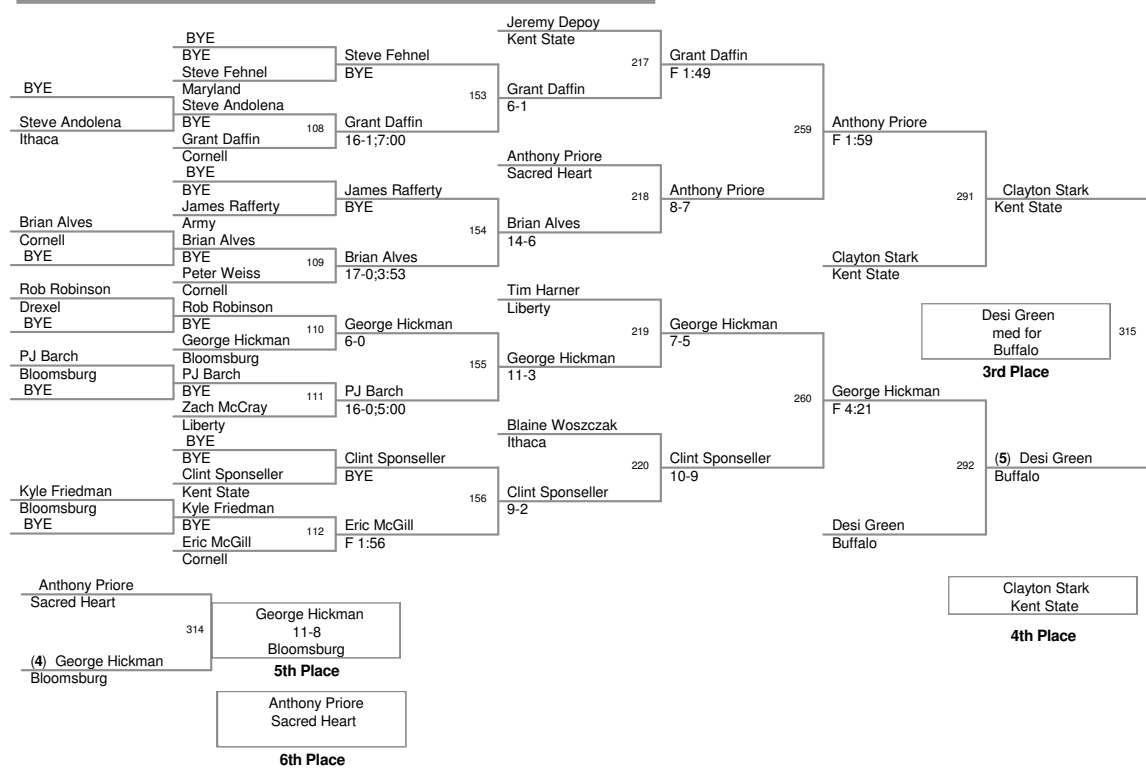 BYE
Steve Andolena
Ithaca
Brian Alves
Cornell
BYE
Rob Robinson
Drexel
BYE
PJ Barch
Bloomsburg
BYE
Kyle Friedman
Bloomsburg
BYE
BYE
BYE
Steve Fehnel
Maryland
Steve Andolena
BYE
108
Grant Daffin
Cornell
BYE
BYE
James Rafferty
Army
Brian Alves
BYE
109
Peter Weiss
Cornell
Rob Robinson
BYE
110
George Hickman
Bloomsburg
PJ Barch
BYE
111
Zach McCray
Liberty
BYE
BYE
Clint Sponseller
Kent State
Kyle Friedman
BYE
112
Eric McGill
Cornell
Steve Fehnel
BYE
153
Grant Daffin
16-1;7:00
James Rafferty
BYE
154
Brian Alves
17-0;3:53
George Hickman
6-0
155
PJ Barch
16-0;5:00
Clint Sponseller
BYE
156
Eric McGill
F 1:56
Jeremy Depoy
Kent State
217
Grant Daffin
6-1
Anthony Priore
Sacred Heart
218
Brian Alves
14-6
Tim Harner
Liberty
219
George Hickman
11-3
Blaine Woszczak
Ithaca
220
Clint Sponseller
9-2
Grant Daffin
F 1:49
259
Anthony Priore
8-7
George Hickman
7-5
260
Clint Sponseller
10-9
Anthony Priore
F 1:59
291
Clayton Stark
Kent State
George Hickman
F 4:21
292
Desi Green
Buffalo
Clayton Stark
Kent State
(5) Desi Green
Buffalo
Desi Green
med for
Buffalo
315
3rd Place
Clayton Stark
Kent State
4th Place
Anthony Priore
Sacred Heart
314
(4) George Hickman
Bloomsburg
George Hickman
11-8
Bloomsburg
5th Place
Anthony Priore
Sacred Heart
6th Place